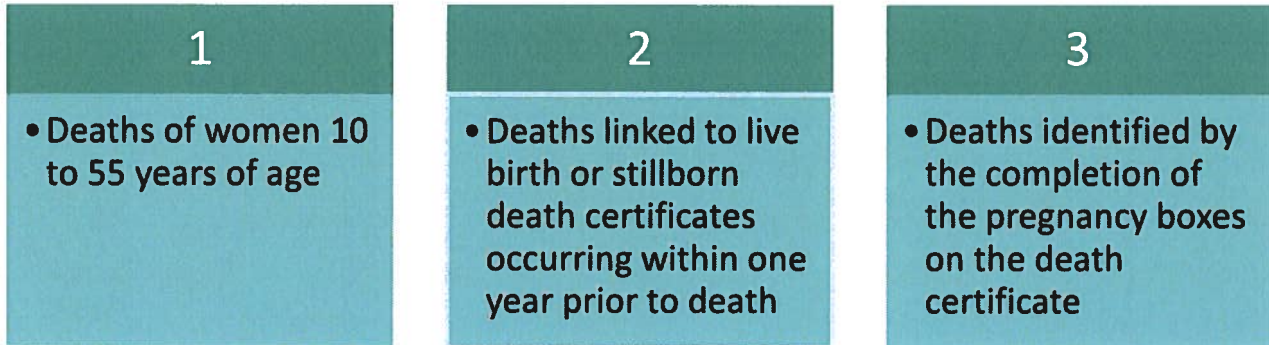 1
• Deaths of women 10
to 55 years of age
2
• Deaths linked to live
birth or stillborn
death certificates
occurring within one
year prior to death
3
• Deaths identified by
the completion of
the pregnancy boxes
on the death
certificate